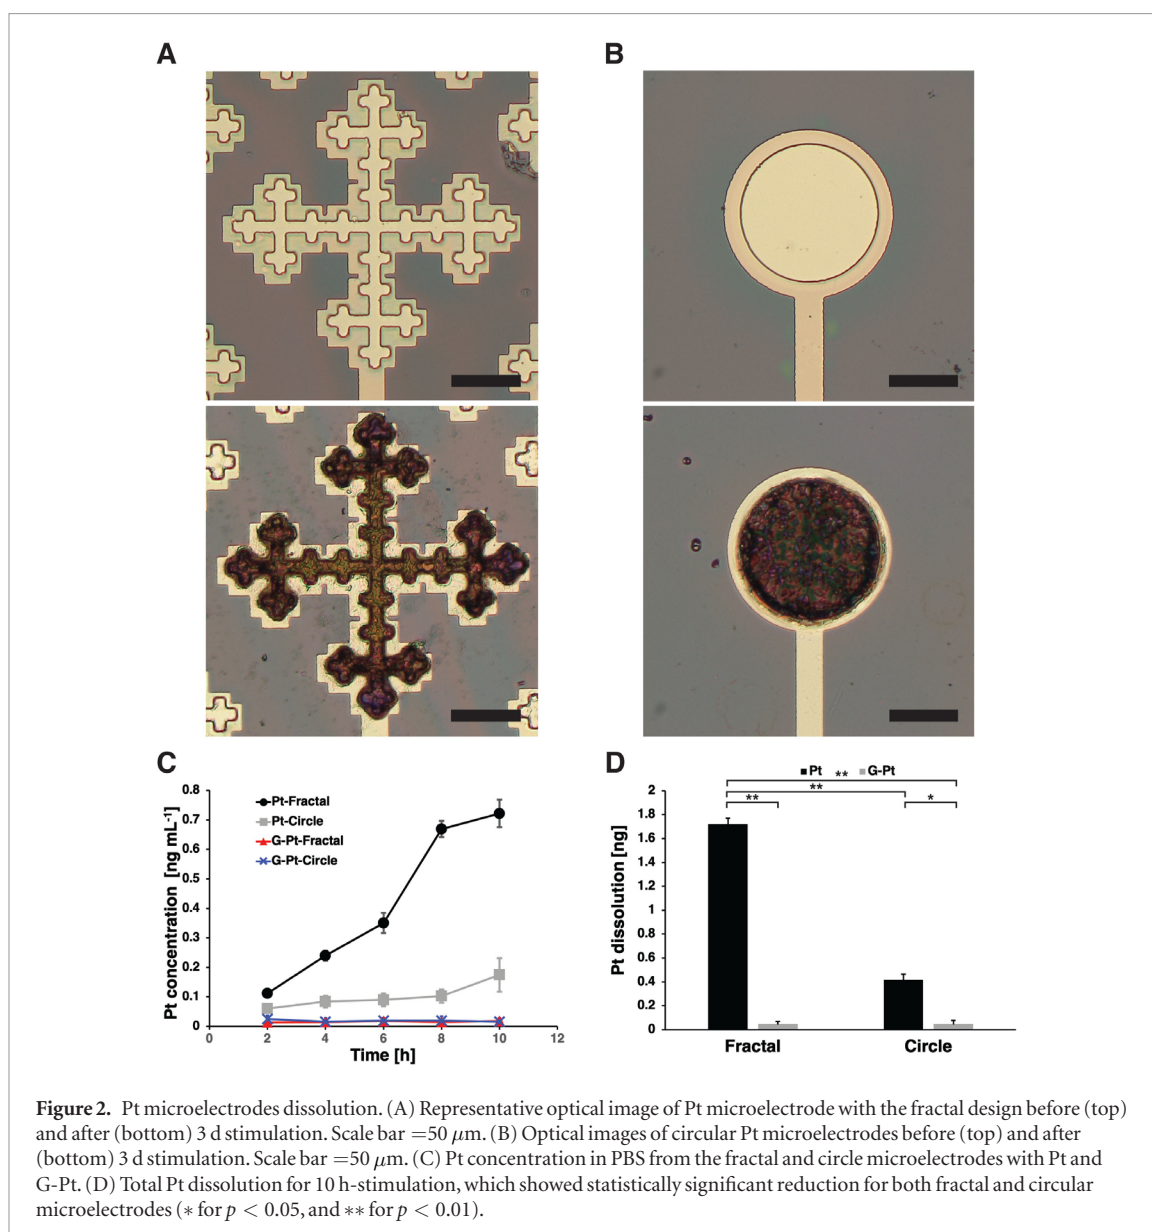 A
B
C
0.8
0.7
0.6
0.5
0.4
0.3
0.2
0.1
0
Pt concentration [ng mL⁻¹]
Pt-Fractal
Pt-Circle
G-Pt-Fractal
G-Pt-Circle
0 2 4 6 8 10 12
Time [h]
D
Pt G-Pt
**
**
**
*
2
1.8
1.6
1.4
1.2
1
0.8
0.6
0.4
0.2
0
Pt dissolution [ng]
Fractal Circle
Figure 2. Pt microelectrodes dissolution. (A) Representative optical image of Pt microelectrode with the fractal design before (top)
and after (bottom) 3 d stimulation. Scale bar =50 μm. (B) Optical images of circular Pt microelectrodes before (top) and after
(bottom) 3 d stimulation. Scale bar =50 μm. (C) Pt concentration in PBS from the fractal and circle microelectrodes with Pt and
G-Pt. (D) Total Pt dissolution for 10 h-stimulation, which showed statistically significant reduction for both fractal and circular
microelectrodes (* for p < 0.05, and ** for p < 0.01).